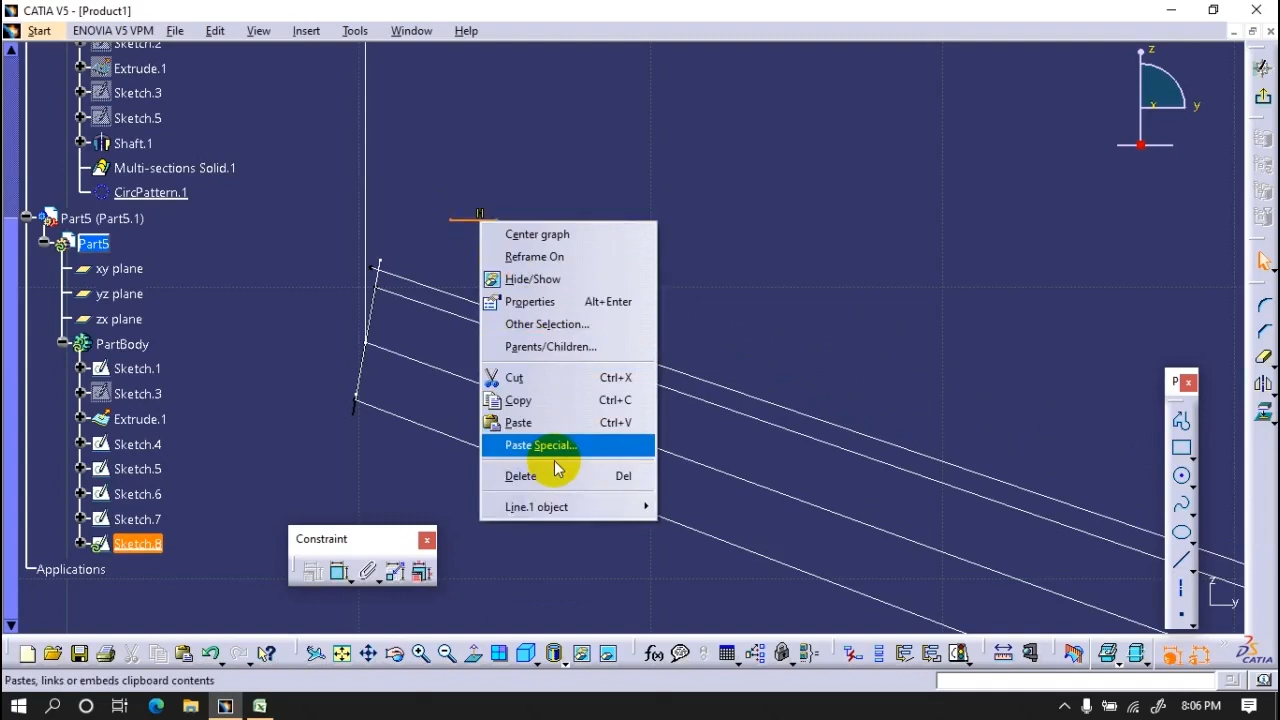 CATIA V5 - [Product1]
Start ENOVIA V5 VPM File Edit View Insert Tools Window Help
Sketch.2
Extrude.1
Sketch.3
Sketch.5
Shaft.1
Multi-sections Solid.1
CircPattern.1
Part5 (Part5.1)
Part5
xy plane
yz plane
zx plane
PartBody
Sketch.1
Sketch.3
Extrude.1
Sketch.4
Sketch.5
Sketch.6
Sketch.7
Sketch.8
Applications
z
x y
H
Center graph
Reframe On
Hide/Show
Properties Alt+Enter
Other Selection...
Parents/Children...
Cut Ctrl+X
Copy Ctrl+C
Paste Ctrl+V
Paste Special...
Delete Del
Line.1 object
Constraint
P
z
y
f(x)
CATIA
Pastes, links or embeds clipboard contents
8:06 PM